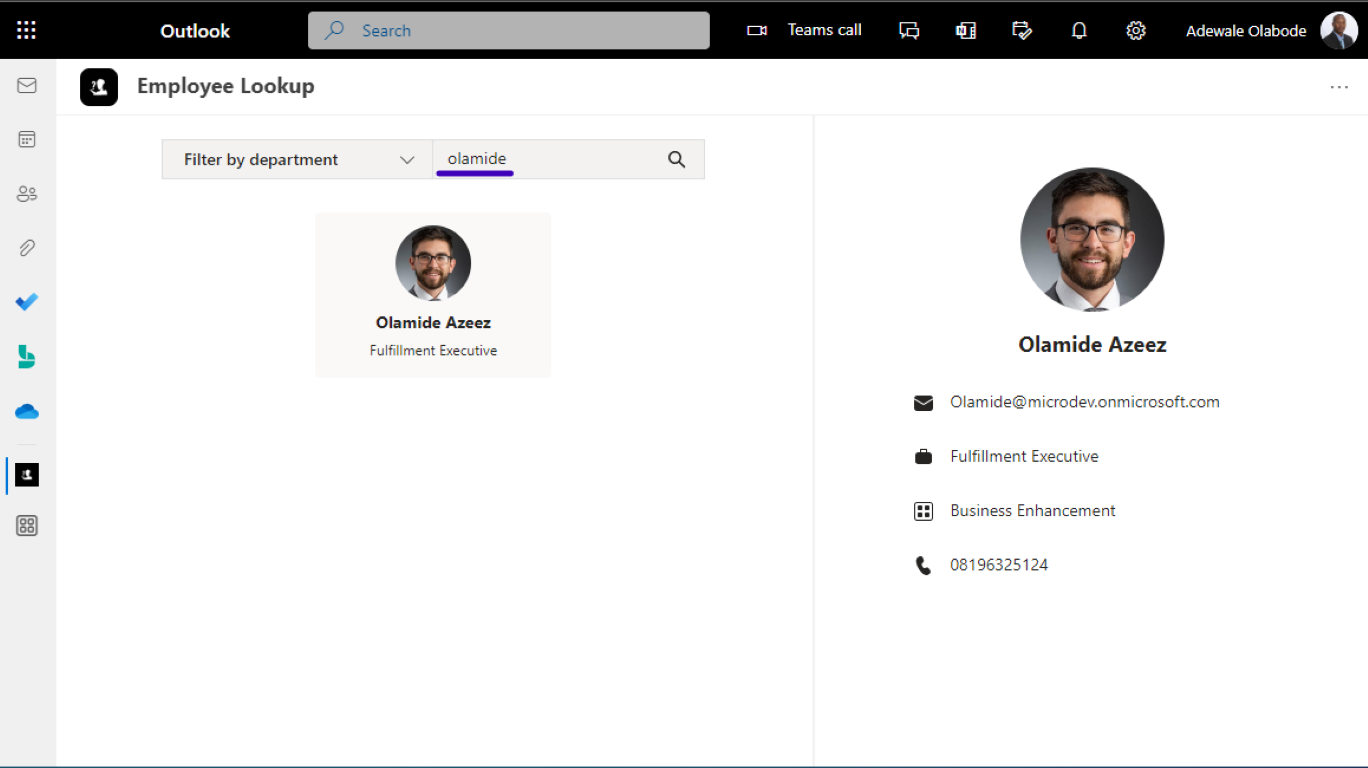 Outlook
Search
Teams call
Adewale Olabode
Employee Lookup
Filter by department
olamide
Olamide Azeez
Fulfillment Executive
Olamide Azeez
Olamide@microdev.onmicrosoft.com
Fulfillment Executive
Business Enhancement
08196325124